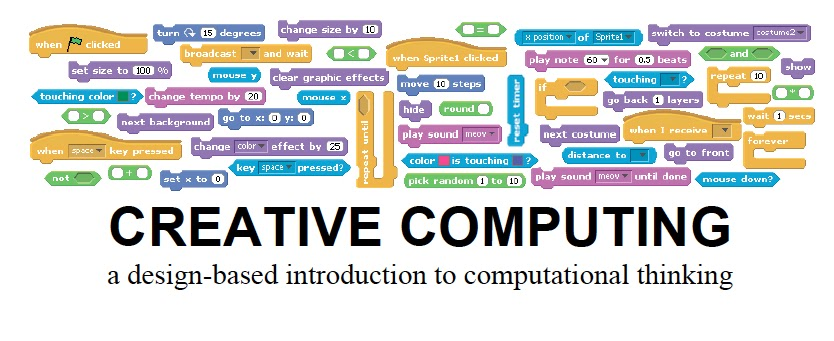 when clicked
turn 15 degrees
change size by 10
= 
x position of Sprite1
switch to costume costume2
broadcast and wait
<
when Sprite1 clicked
play note 60 for 0.5 beats
and
set size to 100 %
mouse y
clear graphic effects
move 10 steps
touching ?
repeat 10
show
touching color ?
change tempo by 20
mouse x
hide
round
reset timer
if
go back 1 layers
*
>
next background
go to x: 0 y: 0
repeat until
play sound meow
next costume
when I receive
wait 1 secs
when space key pressed
change color effect by 25
color is touching ?
distance to
go to front
forever
not
+
set x to 0
key space pressed?
pick random 1 to 10
play sound meow until done
mouse down?
CREATIVE COMPUTING
a design-based introduction to computational thinking